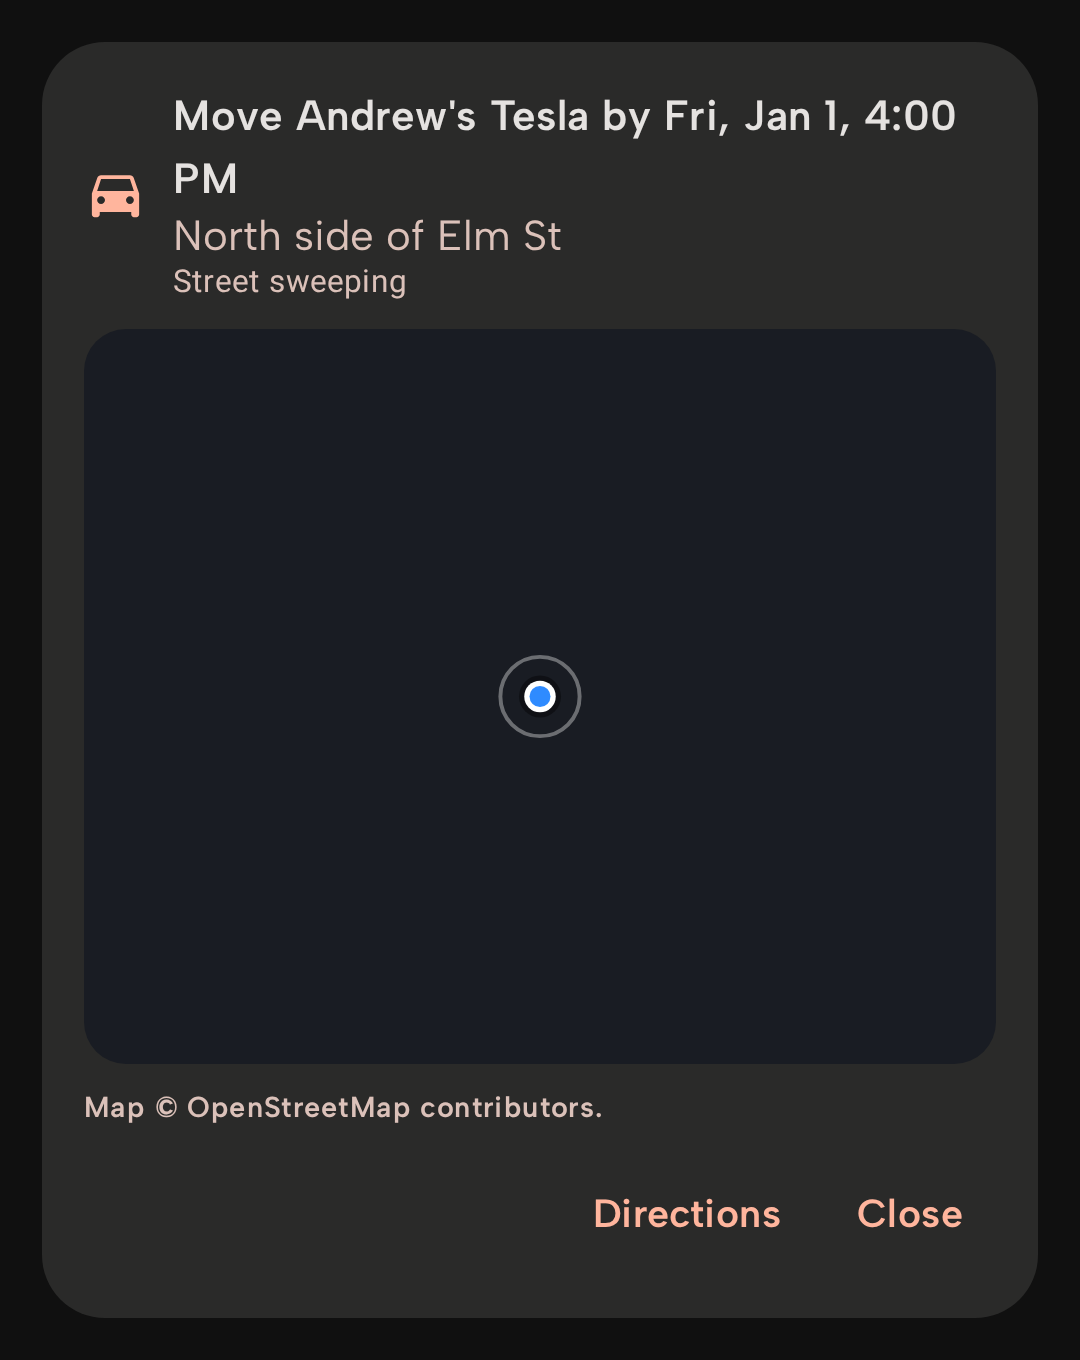 Move Andrew's Tesla by Fri, Jan 1, 4:00
PM
North side of Elm St
Street sweeping
Map © OpenStreetMap contributors.
Directions
Close